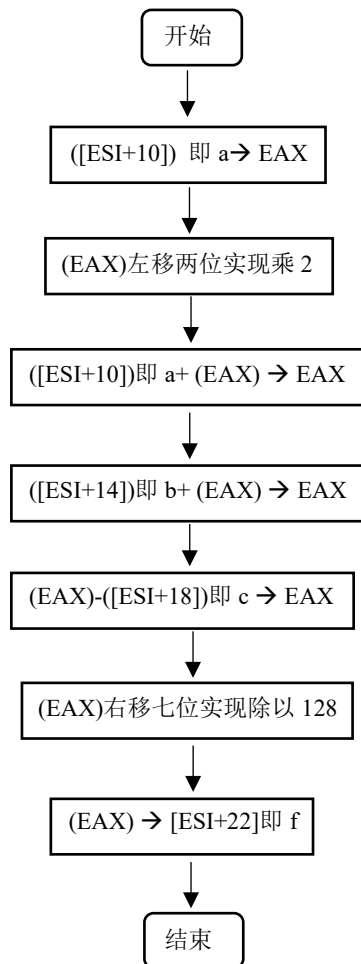 开始
([ESI+10]) 即 a→ EAX
(EAX)左移两位实现乘 2
([ESI+10])即 a+ (EAX) → EAX
([ESI+14])即 b+ (EAX) → EAX
(EAX)-([ESI+18])即 c → EAX
(EAX)右移七位实现除以 128
(EAX) → [ESI+22]即 f
结束